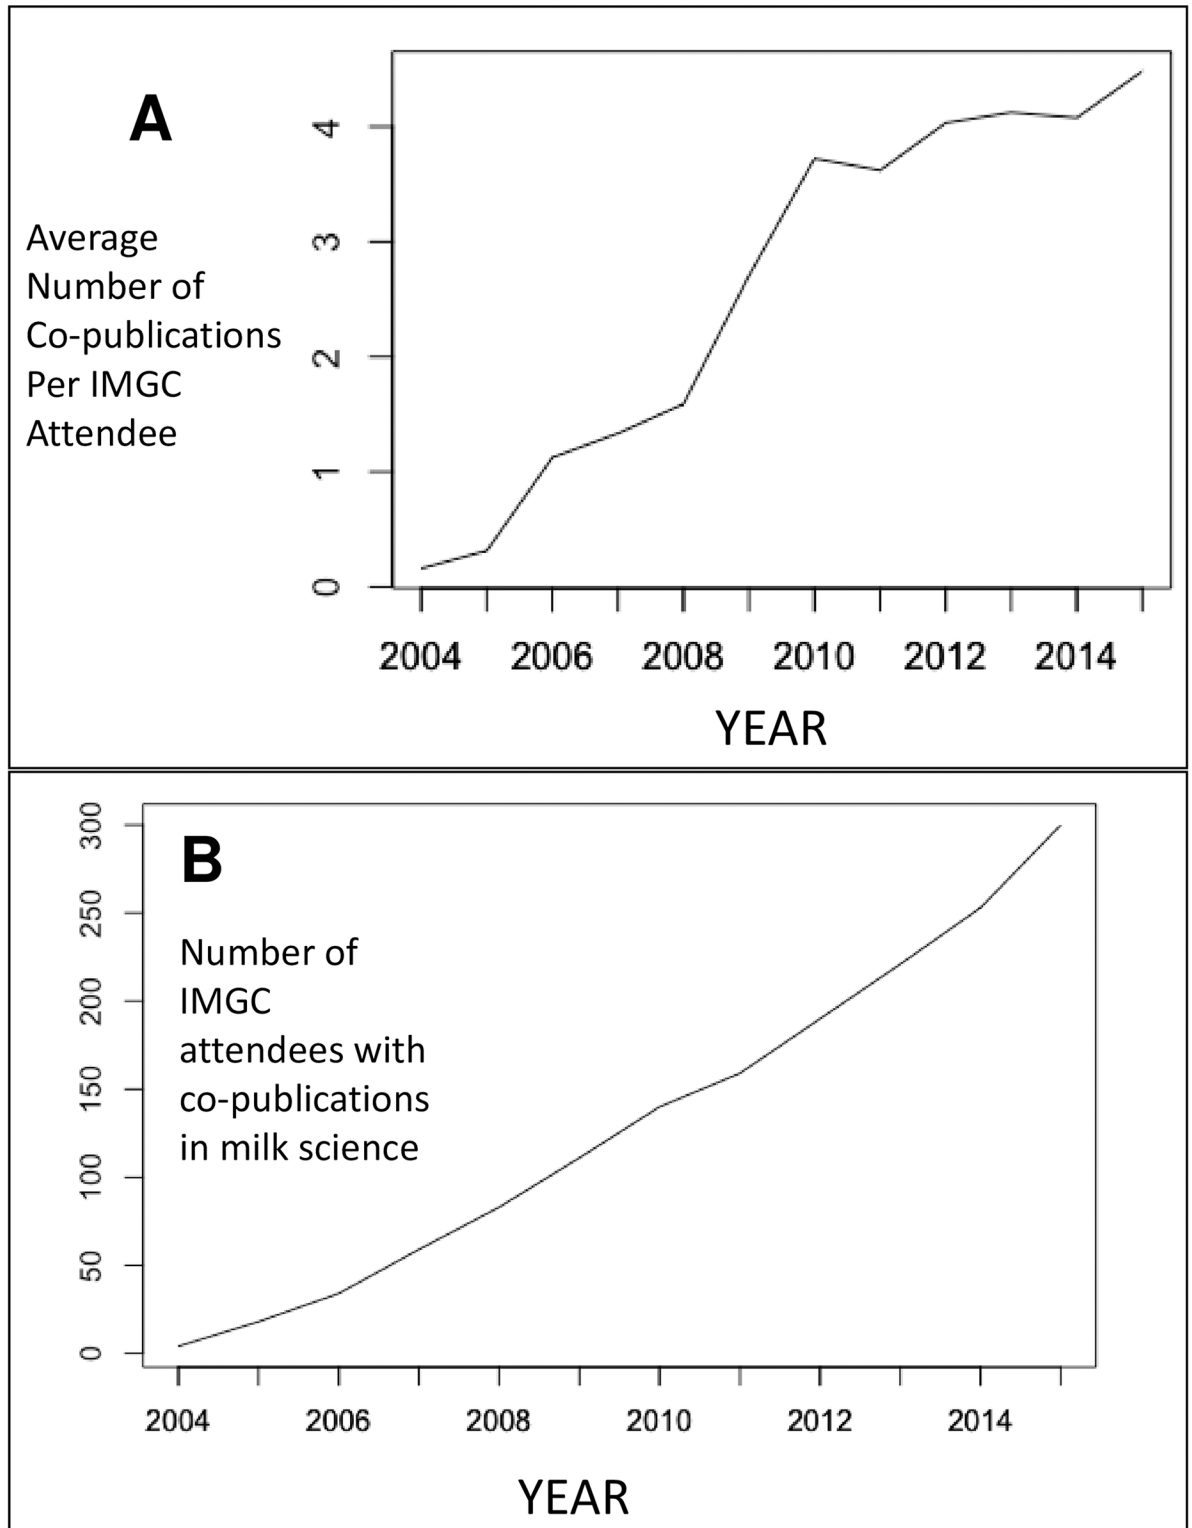 A
Average
Number of
Co-publications
Per IMGC
Attendee
4
3
2
1
0
2004 2006 2008 2010 2012 2014
YEAR
B
Number of
IMGC
attendees with
co-publications
in milk science
300
250
200
150
100
50
0
2004 2006 2008 2010 2012 2014
YEAR